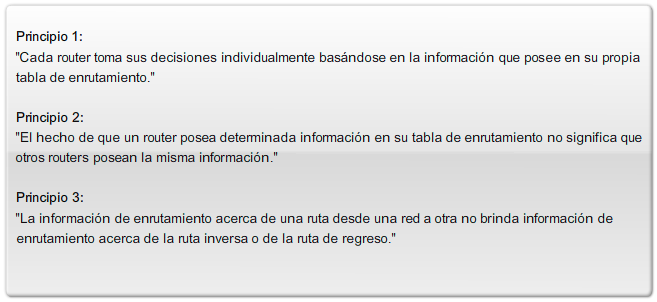 Principio 1:
"Cada router toma sus decisiones individualmente basándose en la información que posee en su propia
tabla de enrutamiento."
Principio 2:
"El hecho de que un router posea determinada información en su tabla de enrutamiento no significa que
otros routers posean la misma información."
Principio 3:
"La información de enrutamiento acerca de una ruta desde una red a otra no brinda información de
enrutamiento acerca de la ruta inversa o de la ruta de regreso."